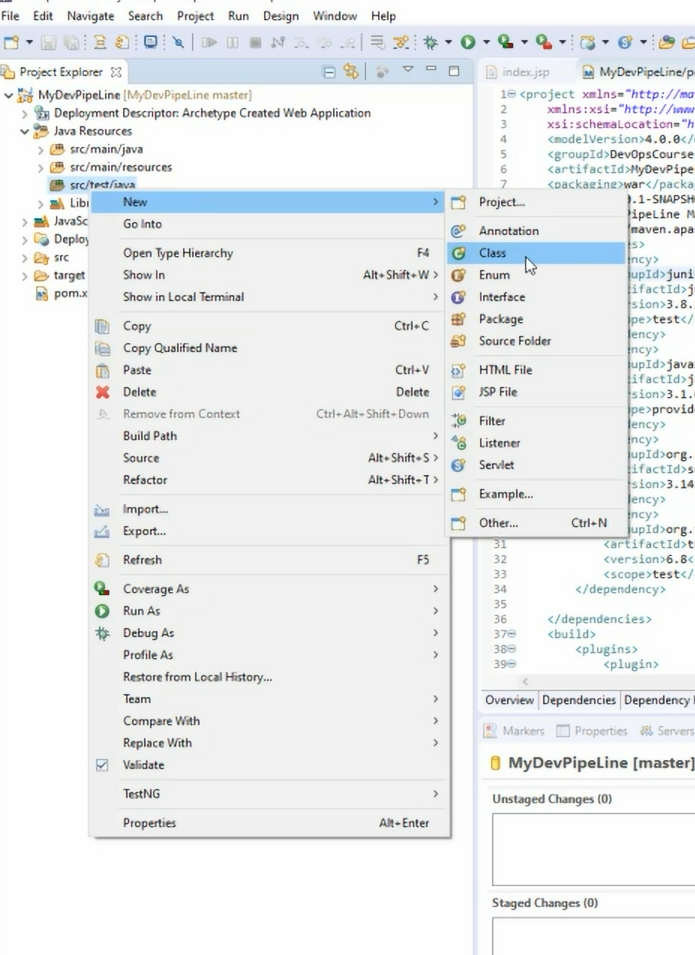 File Edit Navigate Search Project Run Design Window Help
Project Explorer
index.jsp
MyDevPipeLine/p
MyDevPipeLine [MyDevPipeLine master]
Deployment Descriptor: Archetype Created Web Application
Java Resources
src/main/java
src/main/resources
src/test/java
Lib
JavaSc
Deploy
src
target
pom.x
New
Go Into
Open Type Hierarchy F4
Show In Alt+Shift+W
Show in Local Terminal
Copy Ctrl+C
Copy Qualified Name
Paste Ctrl+V
Delete Delete
Remove from Context Ctrl+Alt+Shift+Down
Build Path
Source Alt+Shift+S
Refactor Alt+Shift+T
Import...
Export...
Refresh F5
Coverage As
Run As
Debug As
Profile As
Restore from Local History...
Team
Compare With
Replace With
Validate
TestNG
Properties Alt+Enter
Project...
Annotation
Class
Enum
Interface
Package
Source Folder
HTML File
JSP File
Filter
Listener
Servlet
Example...
Other... Ctrl+N
1 <project xmlns="http://ma
2 xmlns:xsi="http://www
3 xsi:schemaLocation="h
4 <modelVersion>4.0.0</
5 <groupId>DevOpsCourse
6 <artifactId>MyDevPipe
7 <packaging>war</packa
0.1-SNAPSHO
PipeLine M
/maven.apa
es>
ncy>
upId>juni
tifactId>j
sion>3.8.
pe>test</
dency>
ncy>
upId>java
tifactId>j
sion>3.1.
pe>provid
dency>
ncy>
upId>org.
tifactId>s
sion>3.14
dency>
ncy>
upId>org.
31 <artifactId>t
32 <version>6.8<
33 <scope>test</
34 </dependency>
35
36 </dependencies>
37 <build>
38 <plugins>
39 <plugin>
Overview Dependencies Dependency
Markers Properties Servers
MyDevPipeLine [master]
Unstaged Changes (0)
Staged Changes (0)